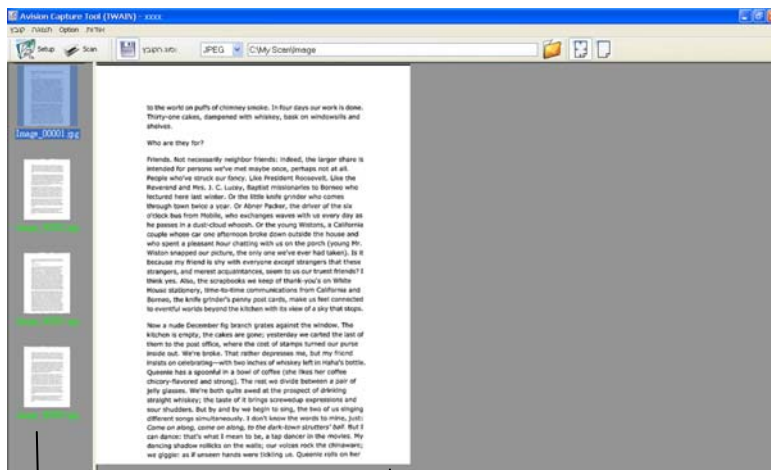 Avision Capture Tool (TWAIN) - xxxx
קובץ תצוגה Option אודות
Setup Scan JPEG C:\My Scan\Image
Image_00001.jpg
to the world on puffs of chimney smoke. In four days our work is done.
Thirty-one cakes, dampened with whiskey, bask on windowsills and
shelves.
Who are they for?
Friends. Not necessarily neighbor friends: indeed, the larger share is
intended for persons we've met maybe once, perhaps not at all.
People who've struck our fancy. Like President Roosevelt. Like the
Reverend and Mrs. J. C. Lucey, Baptist missionaries to Borneo who
lectured here last winter. Or the little knife grinder who comes
through town twice a year. Or Abner Packer, the driver of the six
o'clock bus from Mobile, who exchanges waves with us every day as
he passes in a dust-cloud whoosh. Or the young Wistons, a California
couple whose car one afternoon broke down outside the house and
who spent a pleasant hour chatting with us on the porch (young Mr.
Wiston snapped our picture, the only one we've ever had taken). Is it
because my friend is shy with everyone except strangers that these
strangers, and merest acquaintances, seem to us our truest friends? I
think yes. Also, the scrapbooks we keep of thank-you's on White
House stationery, time-to-time communications from California and
Borneo, the knife grinder's penny post cards, make us feel connected
to eventful worlds beyond the kitchen with its view of a sky that stops.
Now a nude December fig branch grates against the window. The
kitchen is empty, the cakes are gone; yesterday we carted the last of
them to the post office, where the cost of stamps turned our purse
inside out. We're broke. That rather depresses me, but my friend
insists on celebrating—with two inches of whiskey left in Haha's bottle.
Queenie has a spoonful in a bowl of coffee (she likes her coffee
chicory-flavored and strong). The rest we divide between a pair of
jelly glasses. We're both quite awed at the prospect of drinking
straight whiskey; the taste of it brings screwedup expressions and
sour shudders. But by and by we begin to sing, the two of us singing
different songs simultaneously. I don't know the words to mine, just:
Come on along, come on along, to the dark-town strutters' ball. But I
can dance: that's what I mean to be, a tap dancer in the movies. My
dancing shadow rollicks on the walls; our voices rock the chinaware;
we giggle: as if unseen hands were tickling us. Queenie rolls on her